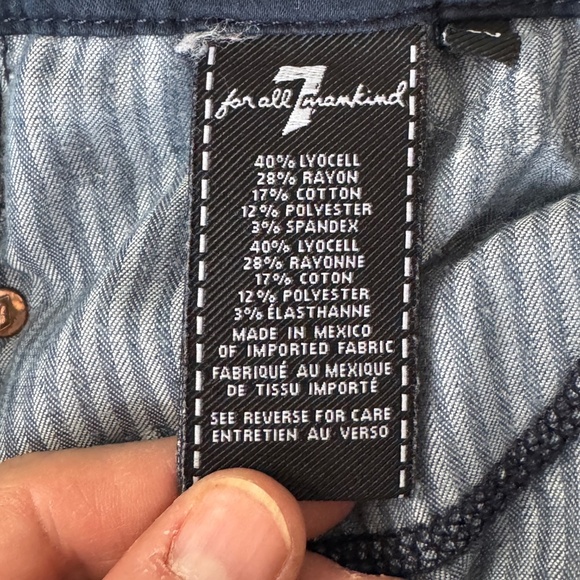 for all 7 mankind
40% LYOCELL
28% RAYON
17% COTTON
12% POLYESTER
3% SPANDEX
40% LYOCELL
28% RAYONNE
17% COTON
12% POLYESTER
3% ÉLASTHANNE
MADE IN MEXICO
OF IMPORTED FABRIC
FABRIQUÉ AU MEXIQUE
DE TISSU IMPORTÉ
SEE REVERSE FOR CARE
ENTRETIEN AU VERSO